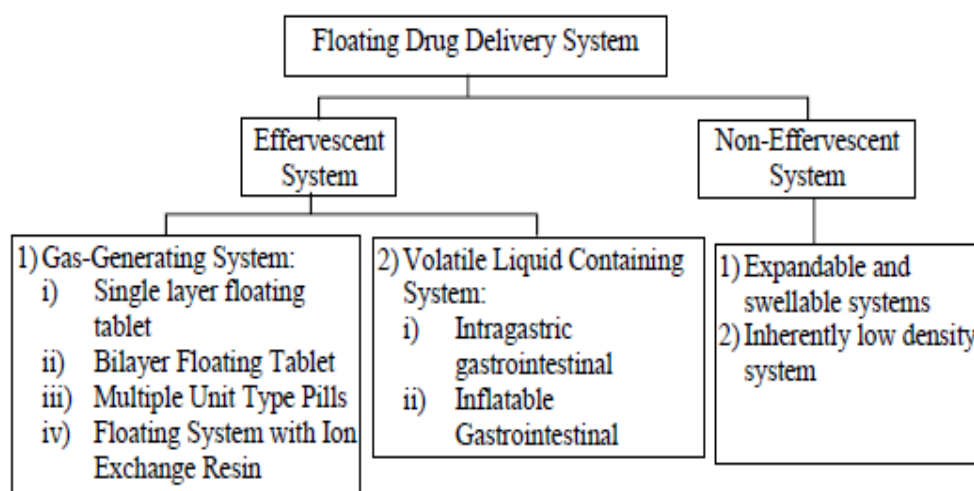 Floating Drug Delivery System
Effervescent
System
Non-Effervescent
System
1) Gas-Generating System:
i) Single layer floating
tablet
ii) Bilayer Floating Tablet
iii) Multiple Unit Type Pills
iv) Floating System with Ion
Exchange Resin
2) Volatile Liquid Containing
System:
i) Intragastric
gastrointestinal
ii) Inflatable
Gastrointestinal
1) Expandable and
swellable systems
2) Inherently low density
system